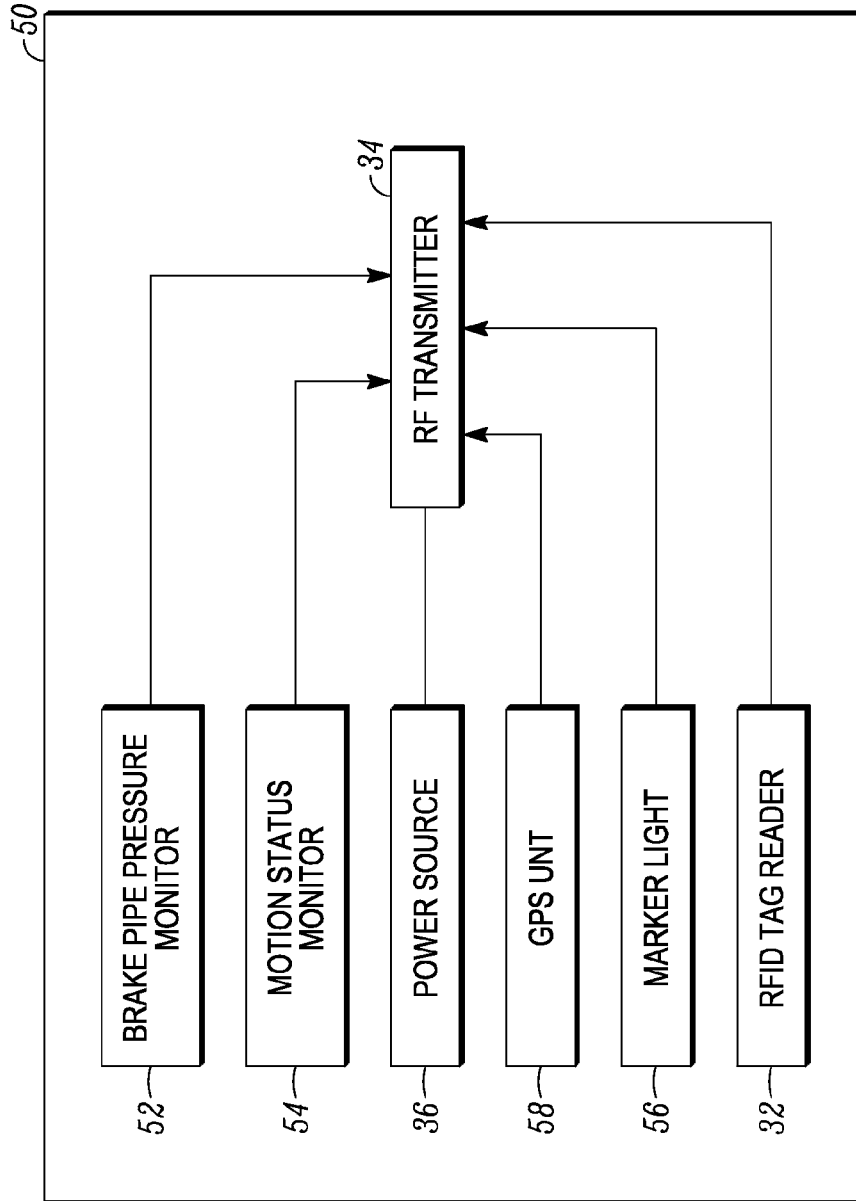 50
BRAKE PIPE PRESSURE
MONITOR
52
MOTION STATUS
MONITOR
54
POWER SOURCE
36
GPS UNT
58
MARKER LIGHT
56
RFID TAG READER
32
RF TRANSMITTER
34